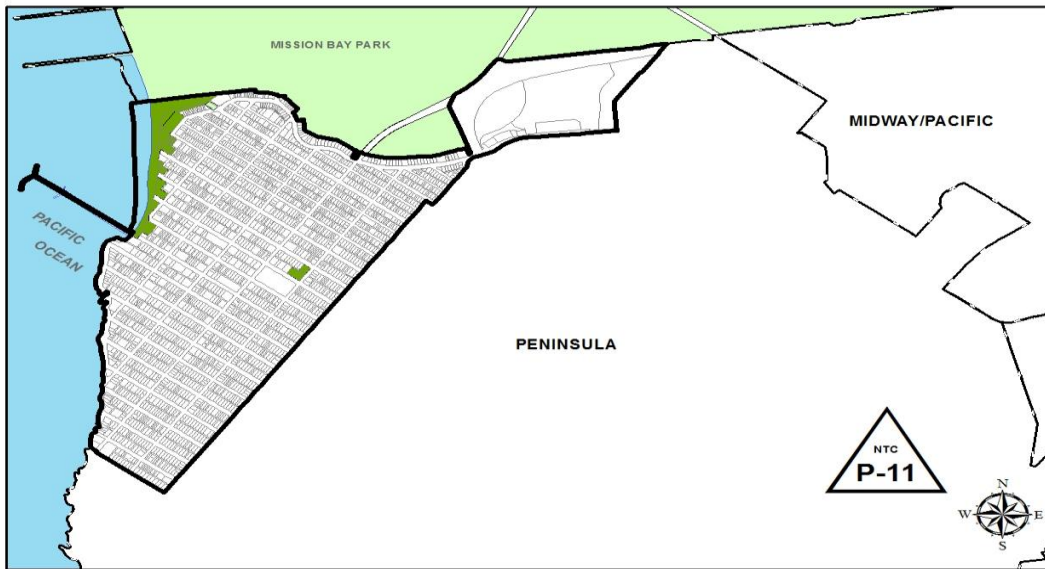 MISSION BAY PARK
MIDWAY/PACIFIC
PACIFIC
OCEAN
PENINSULA
NTC
P-11
N
W
E
S